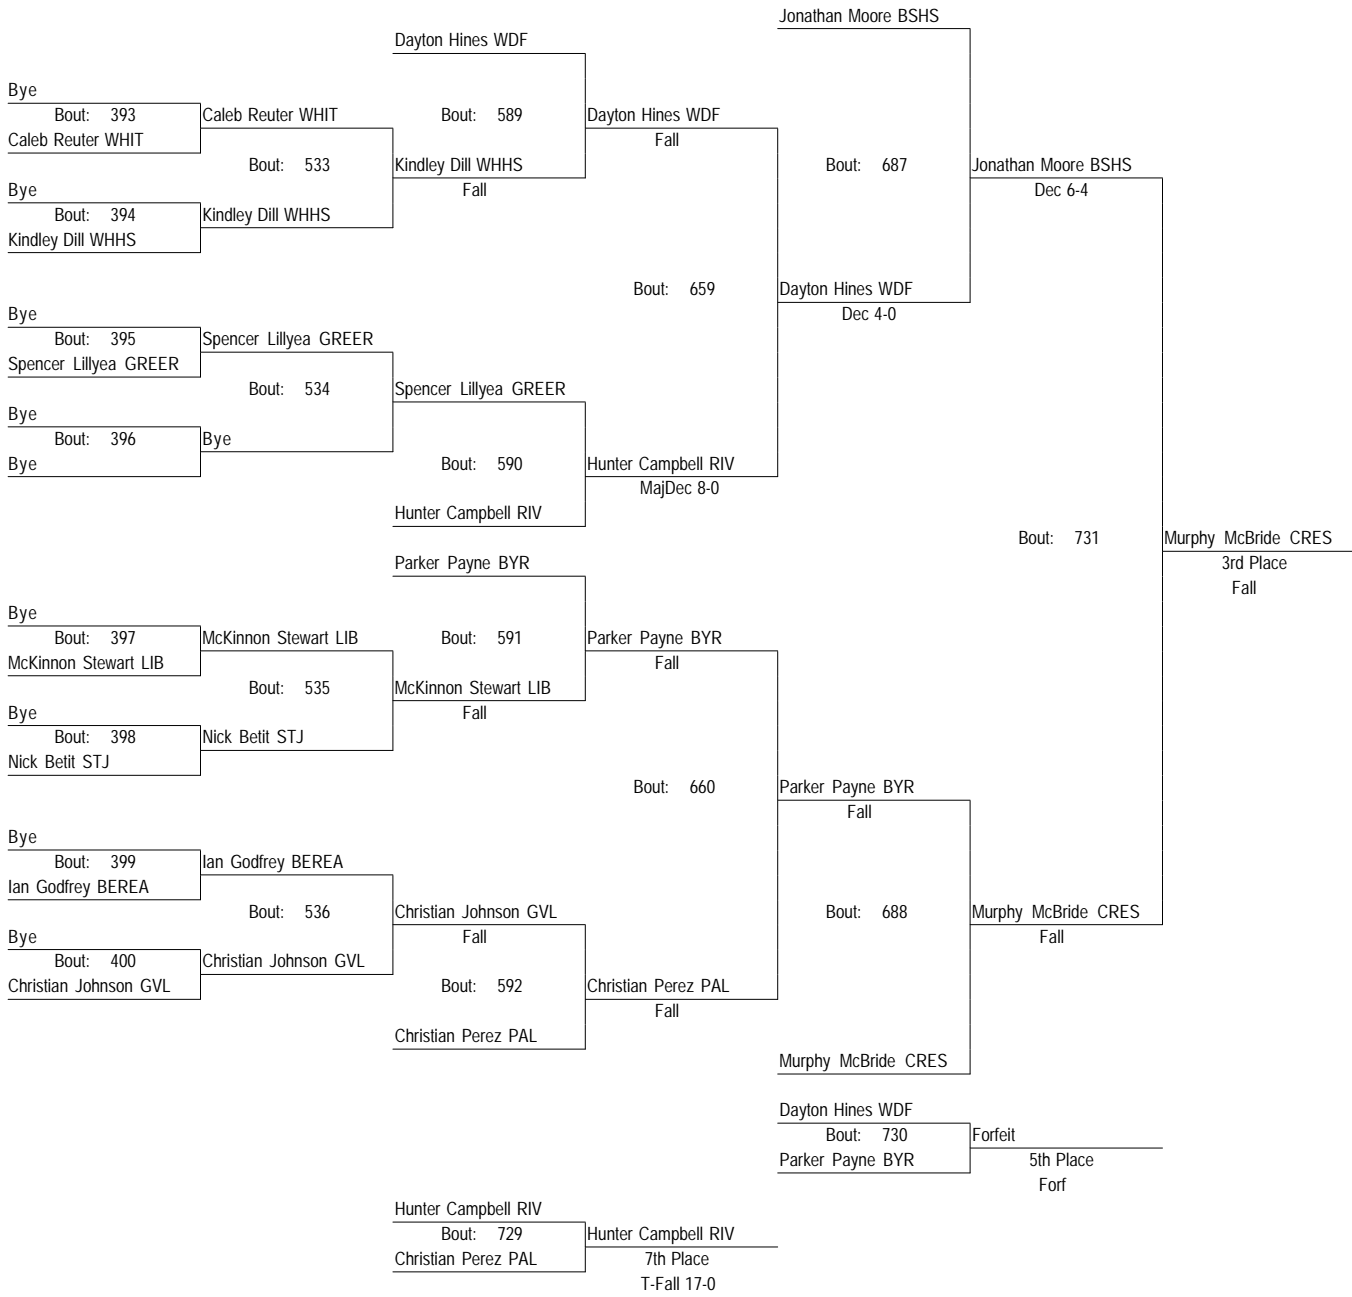 Jonathan Moore BSHS
Dayton Hines WDF
Bye
Bout: 393
Caleb Reuter WHIT
Caleb Reuter WHIT
Bout: 589
Dayton Hines WDF
Fall
Bout: 533
Kindley Dill WHHS
Fall
Bout: 687
Jonathan Moore BSHS
Dec 6-4
Bye
Bout: 394
Kindley Dill WHHS
Kindley Dill WHHS
Bout: 659
Dayton Hines WDF
Dec 4-0
Bye
Bout: 395
Spencer Lillyea GREER
Spencer Lillyea GREER
Bout: 534
Spencer Lillyea GREER
Bye
Bout: 396
Bye
Bye
Bout: 590
Hunter Campbell RIV
MajDec 8-0
Hunter Campbell RIV
Bout: 731
Murphy McBride CRES
3rd Place
Fall
Parker Payne BYR
Bye
Bout: 397
McKinnon Stewart LIB
McKinnon Stewart LIB
Bout: 591
Parker Payne BYR
Fall
Bout: 535
McKinnon Stewart LIB
Fall
Bye
Bout: 398
Nick Betit STJ
Nick Betit STJ
Bout: 660
Parker Payne BYR
Fall
Bye
Bout: 399
Ian Godfrey BEREA
Ian Godfrey BEREA
Bout: 536
Christian Johnson GVL
Fall
Bout: 688
Murphy McBride CRES
Fall
Bye
Bout: 400
Christian Johnson GVL
Christian Johnson GVL
Bout: 592
Christian Perez PAL
Fall
Christian Perez PAL
Murphy McBride CRES
Dayton Hines WDF
Bout: 730
Parker Payne BYR
Forfeit
5th Place
Forf
Hunter Campbell RIV
Bout: 729
Christian Perez PAL
Hunter Campbell RIV
7th Place
T-Fall 17-0